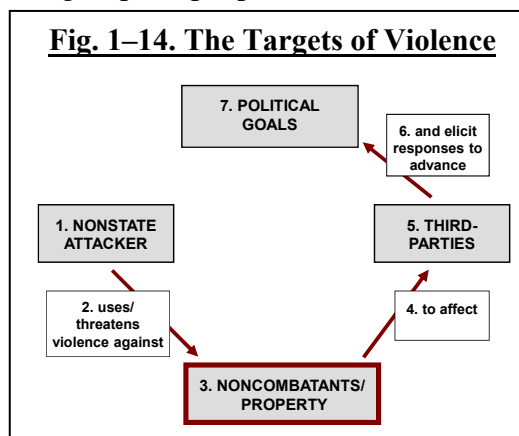 Fig. 1–14. The Targets of Violence
7. POLITICAL
GOALS
6. and elicit
responses to
advance
1. NONSTATE
ATTACKER
5. THIRD-
PARTIES
2. uses/
threatens
violence against
4. to affect
3. NONCOMBATANTS/
PROPERTY